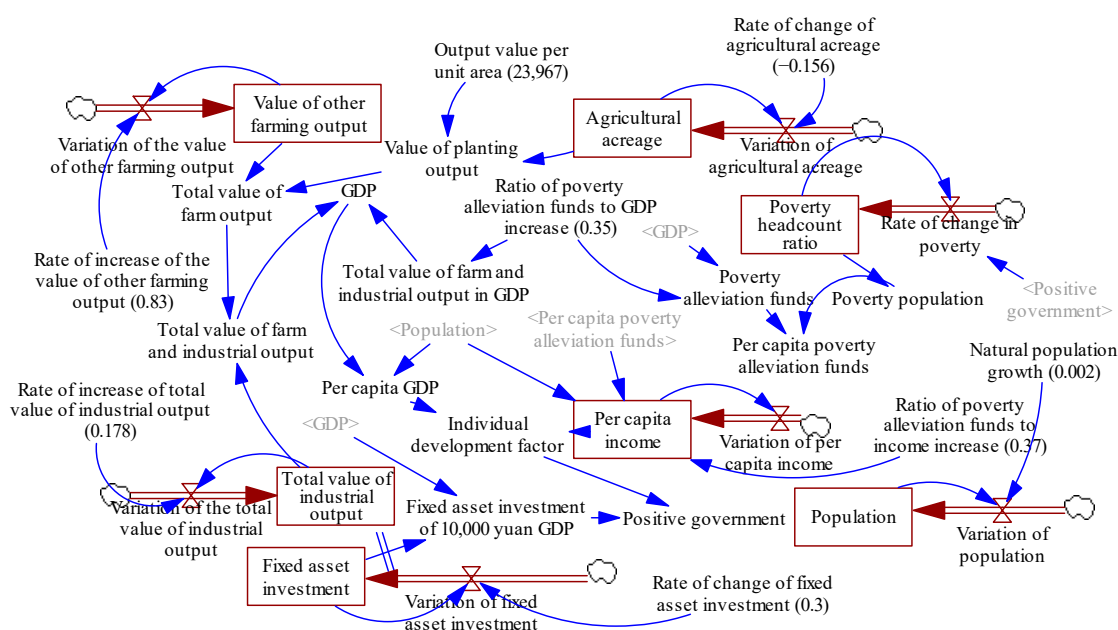 Rate of change of
agricultural acreage
(−0.156)
Output value per
unit area (23,967)
Value of other
farming output
Agricultural
acreage
Variation of the value
of other farming output
Value of planting
output
Variation of
agricultural acreage
Total value of
farm output
GDP
Ratio of poverty
alleviation funds to GDP
increase (0.35)
Poverty
headcount
ratio
Rate of change in
poverty
<GDP>
Rate of increase of the
value of other farming
output (0.83)
Total value of farm and
industrial output in GDP
Poverty
alleviation funds
Poverty population
<Positive
government>
Total value of farm
and industrial output
<Population>
<Per capita poverty
alleviation funds>
Per capita poverty
alleviation funds
Natural population
growth (0.002)
Rate of increase of total
value of industrial output
(0.178)
Per capita GDP
<GDP>
Individual
development factor
Per capita
income
Variation of per
capita income
Ratio of poverty
alleviation funds to
income increase (0.37)
Total value of
industrial
output
Variation of the total
value of industrial
output
Fixed asset investment
of 10,000 yuan GDP
Positive government
Population
Variation of
population
Fixed asset
investment
Variation of fixed
asset investment
Rate of change of fixed
asset investment (0.3)